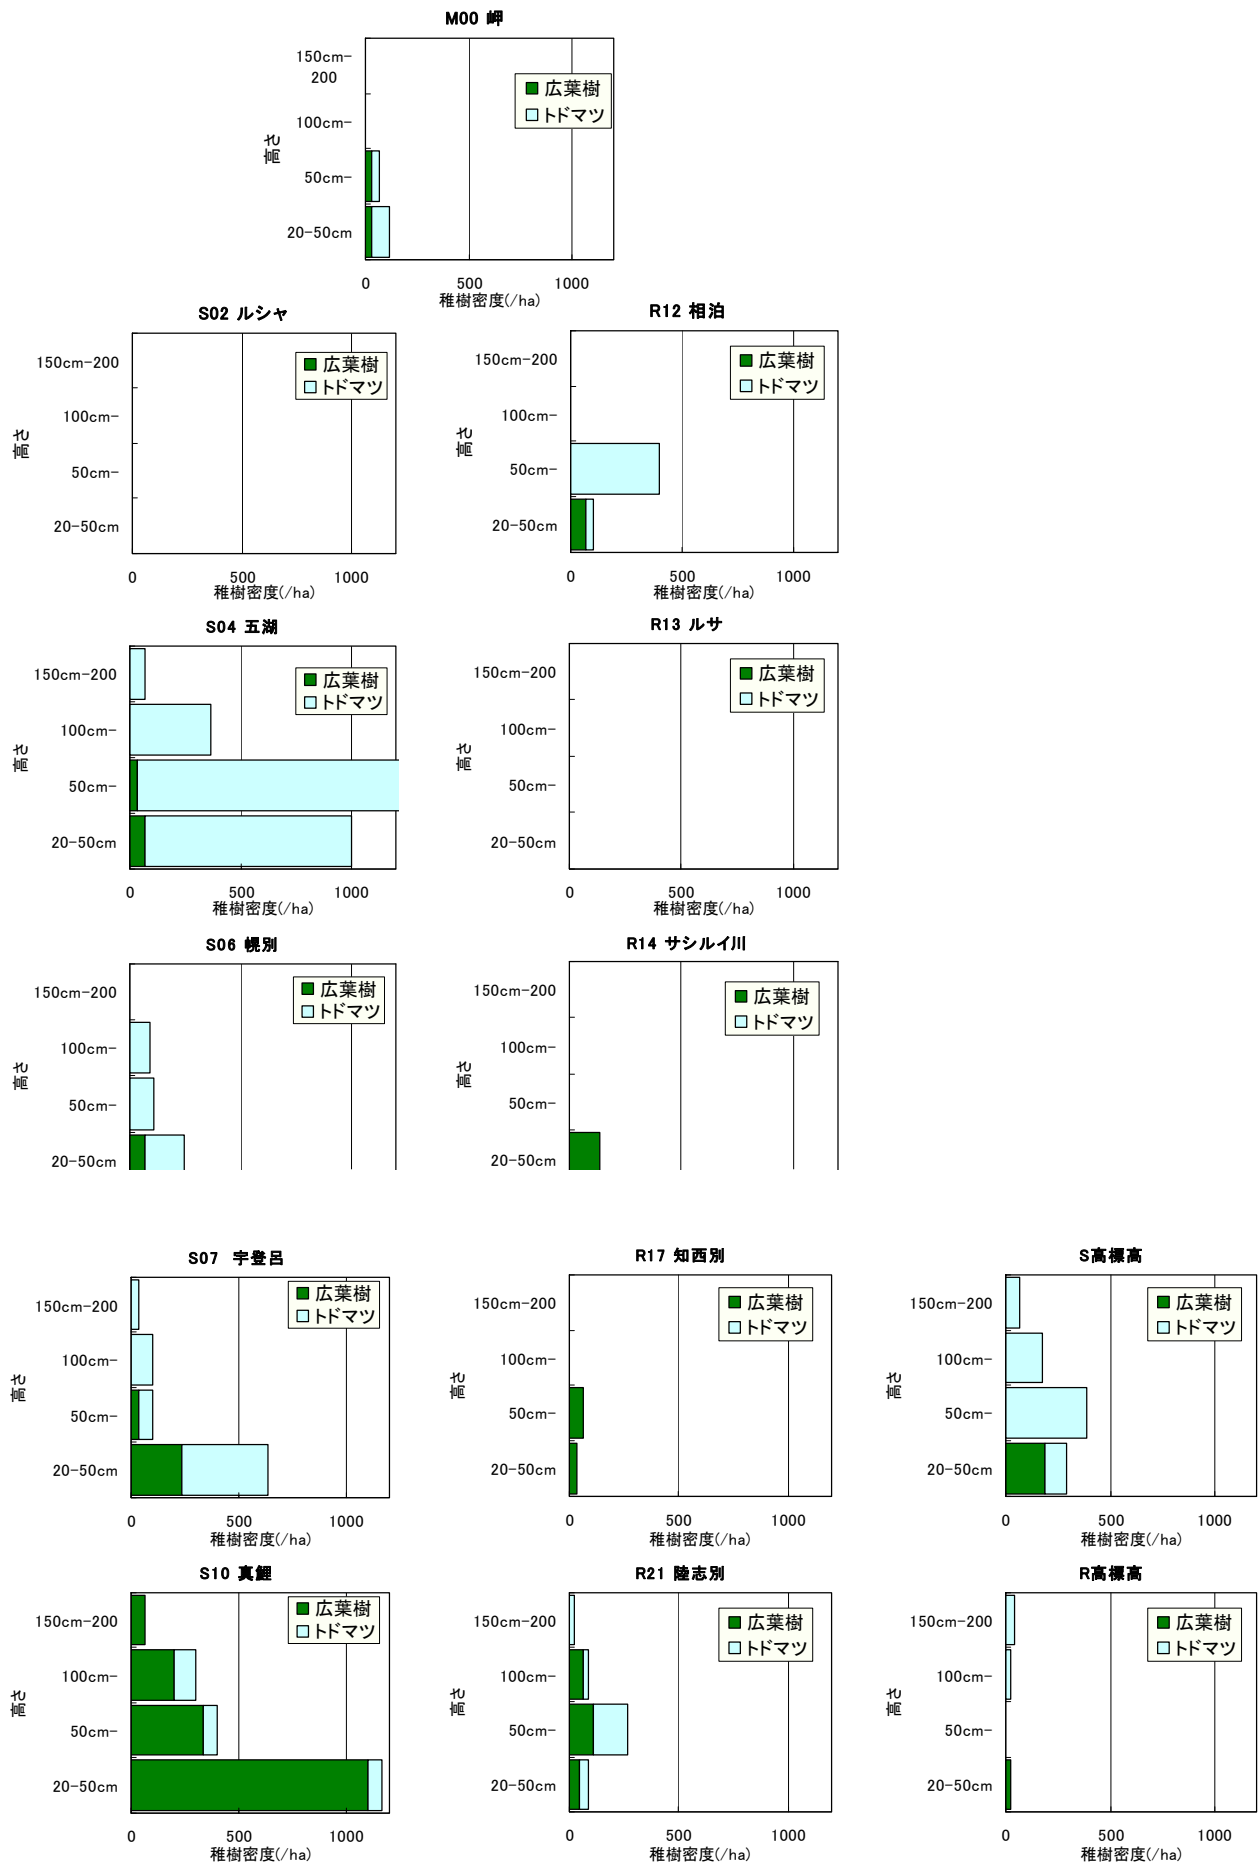 M00 岬
150cm-
200
100cm-
50cm-
20-50cm
高さ
広葉樹
トドマツ
0 500 1000
稚樹密度(/ha)
S02 ルシャ
150cm-200
100cm-
50cm-
20-50cm
高さ
広葉樹
トドマツ
0 500 1000
稚樹密度(/ha)
R12 相泊
150cm-200
100cm-
50cm-
20-50cm
高さ
広葉樹
トドマツ
0 500 1000
稚樹密度(/ha)
S04 五湖
150cm-200
100cm-
50cm-
20-50cm
高さ
広葉樹
トドマツ
0 500 1000
稚樹密度(/ha)
R13 ルサ
150cm-200
100cm-
50cm-
20-50cm
高さ
広葉樹
トドマツ
0 500 1000
稚樹密度(/ha)
S06 幌別
150cm-200
100cm-
50cm-
20-50cm
高さ
広葉樹
トドマツ
R14 サシルイ川
150cm-200
100cm-
50cm-
20-50cm
高さ
広葉樹
トドマツ
S07 宇登呂
150cm-200
100cm-
50cm-
20-50cm
高さ
広葉樹
トドマツ
0 500 1000
稚樹密度(/ha)
R17 知西別
150cm-200
100cm-
50cm-
20-50cm
高さ
広葉樹
トドマツ
0 500 1000
稚樹密度(/ha)
S高標高
150cm-200
100cm-
50cm-
20-50cm
高さ
広葉樹
トドマツ
0 500 1000
稚樹密度(/ha)
S10 真鯉
150cm-200
100cm-
50cm-
20-50cm
高さ
広葉樹
トドマツ
0 500 1000
稚樹密度(/ha)
R21 陸志別
150cm-200
100cm-
50cm-
20-50cm
高さ
広葉樹
トドマツ
0 500 1000
稚樹密度(/ha)
R高標高
150cm-200
100cm-
50cm-
20-50cm
高さ
広葉樹
トドマツ
0 500 1000
稚樹密度(/ha)